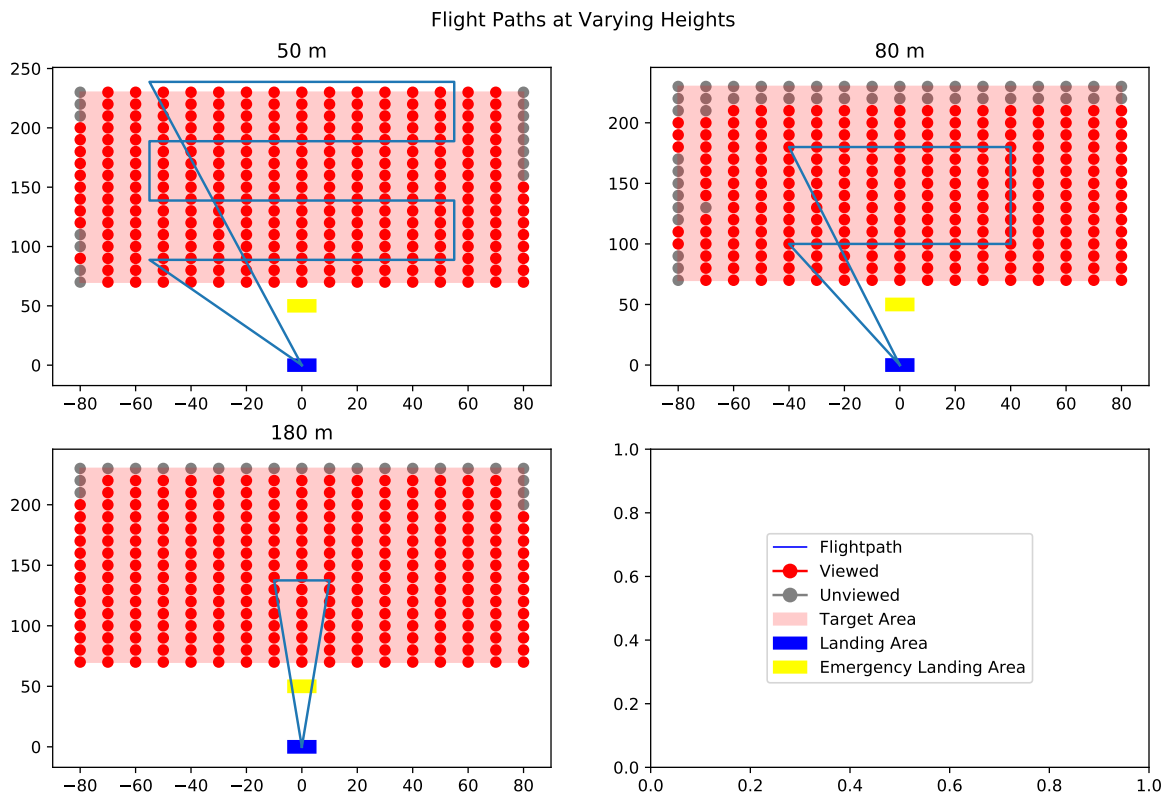 Flight Paths at Varying Heights
50 m
250
200
150
100
50
0
−80 −60 −40 −20 0 20 40 60 80
80 m
200
150
100
50
0
−80 −60 −40 −20 0 20 40 60 80
180 m
200
150
100
50
0
−80 −60 −40 −20 0 20 40 60 80
1.0
0.8
0.6
0.4
0.2
0.0
0.0 0.2 0.4 0.6 0.8 1.0
Flightpath
Viewed
Unviewed
Target Area
Landing Area
Emergency Landing Area